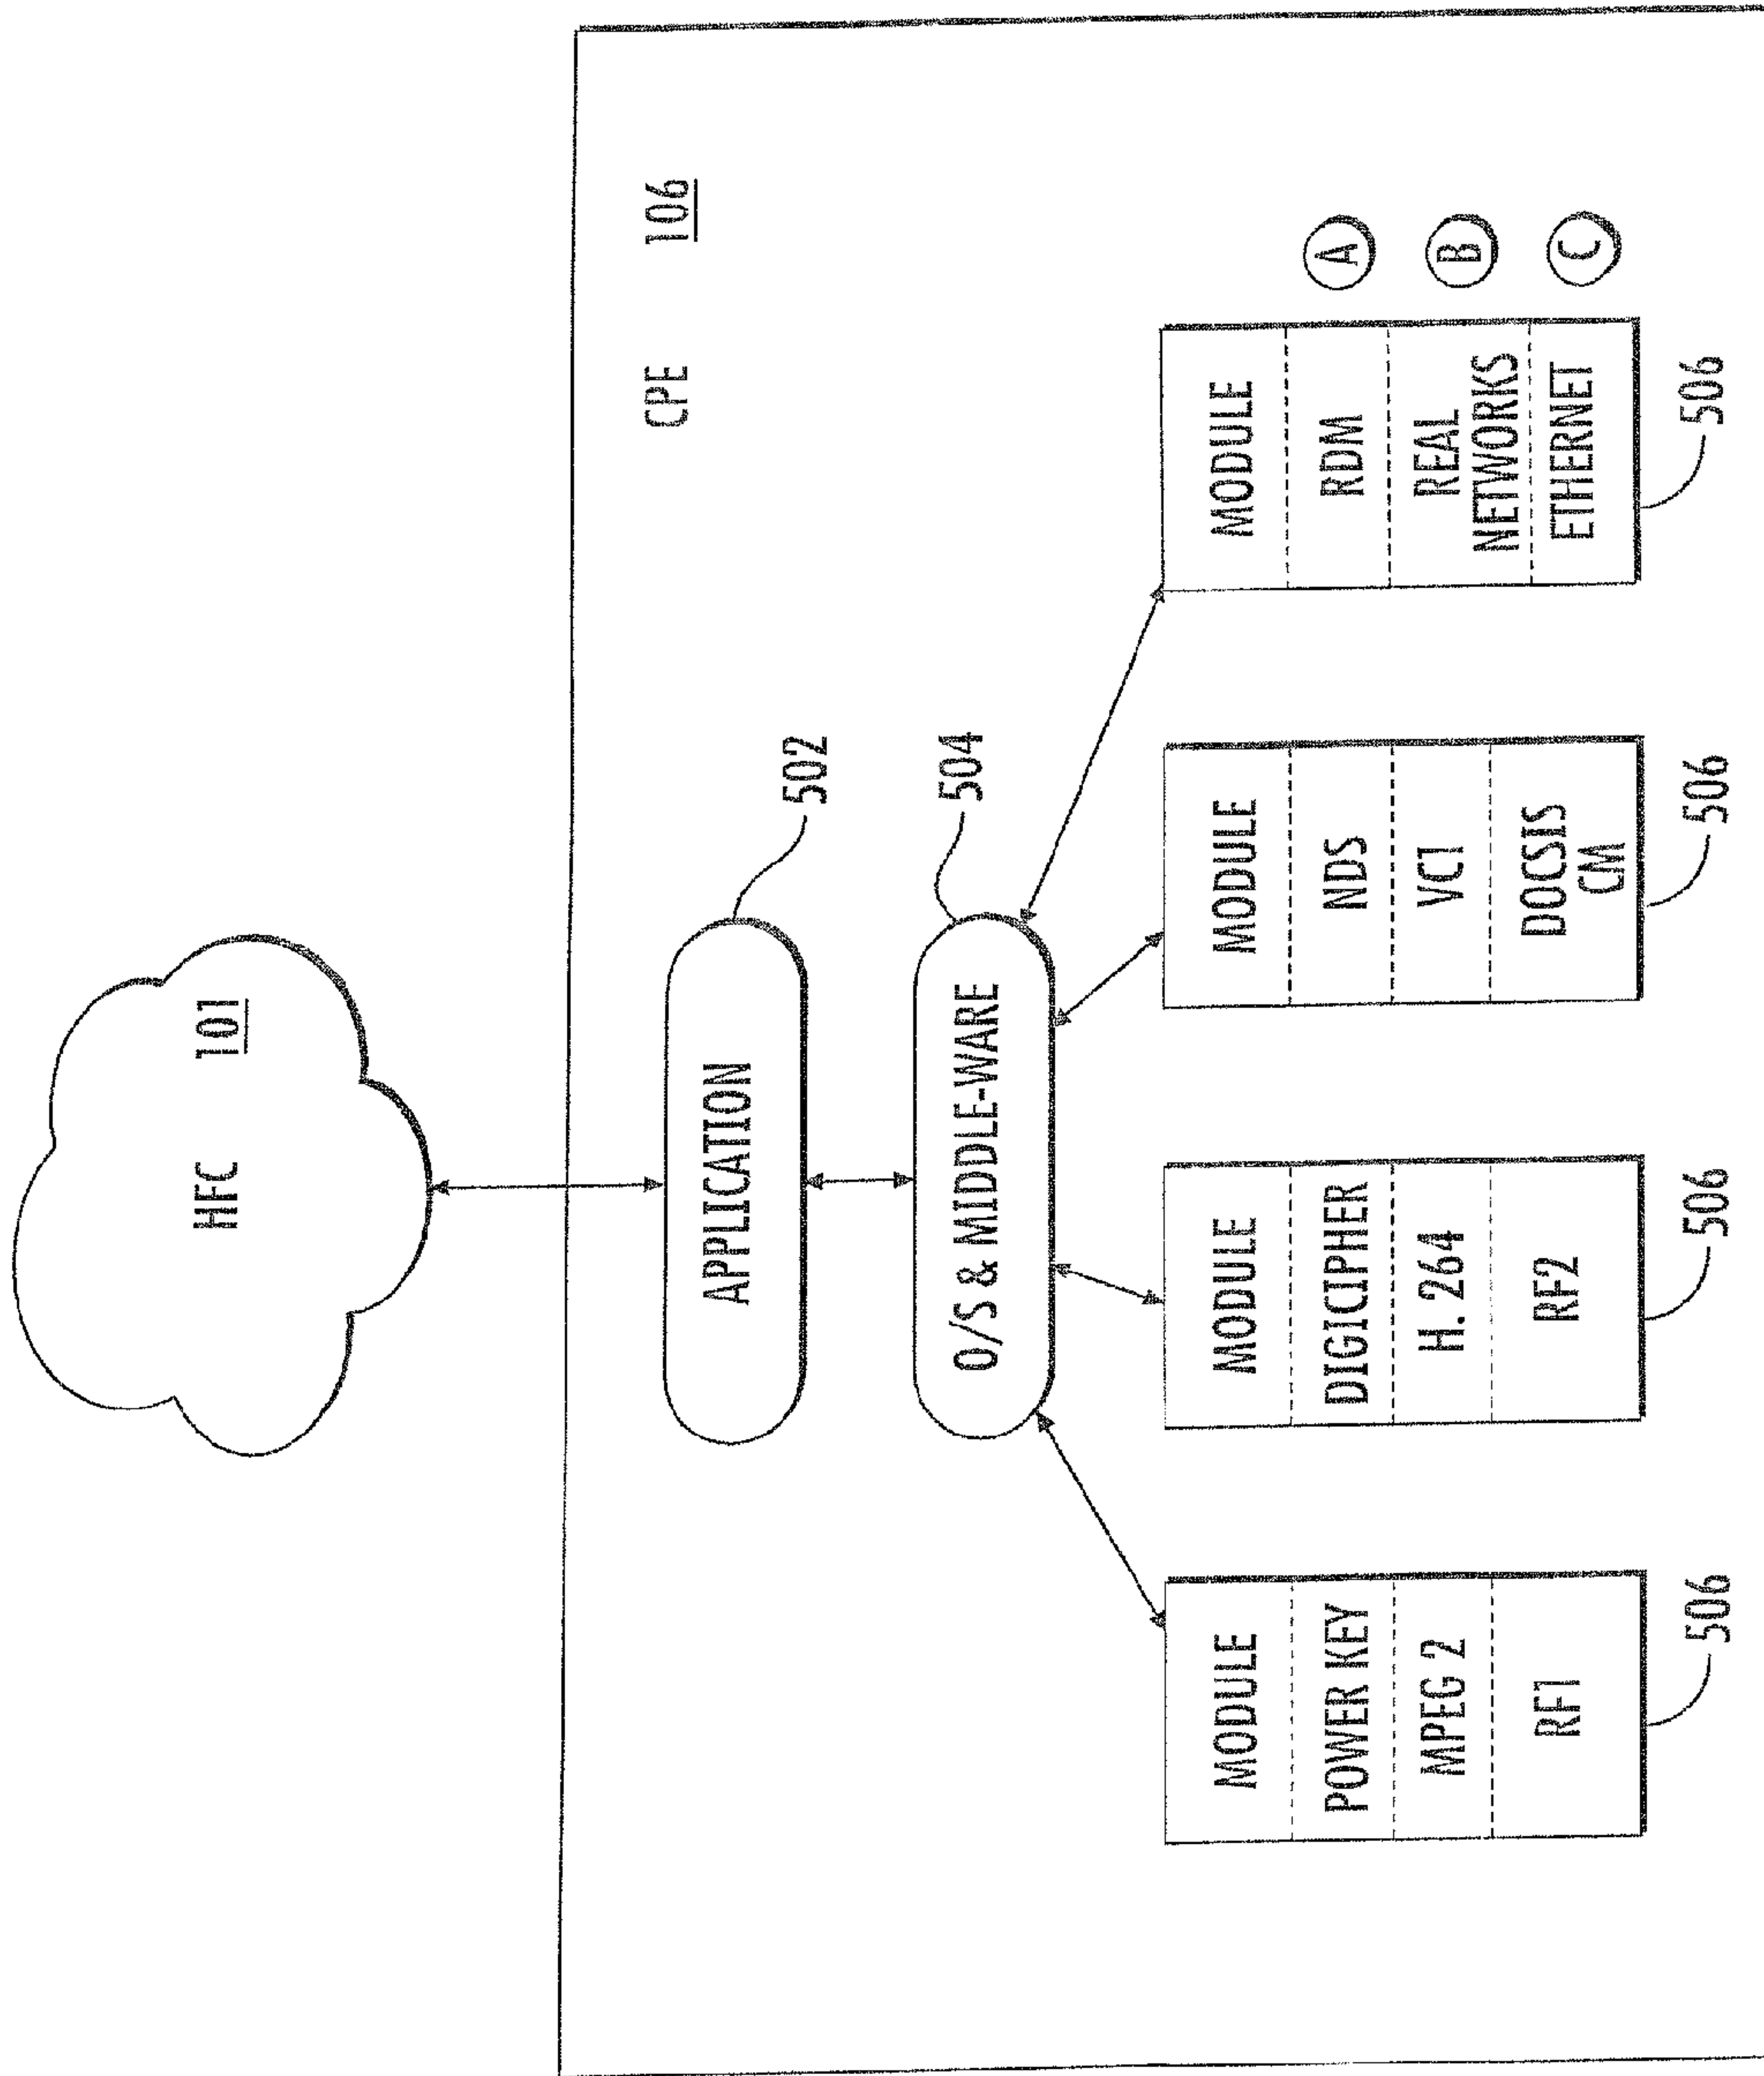 HFC 101
CPE 106
APPLICATION
502
O/S & MIDDLE-WARE
504
MODULE
POWER KEY
MPEG 2
RF1
506
MODULE
DIGICIPHER
H. 264
RF2
506
MODULE
NDS
VC1
DOCSIS
CM
506
MODULE
RDM
REAL
NETWORKS
ETHERNET
506
A
B
C